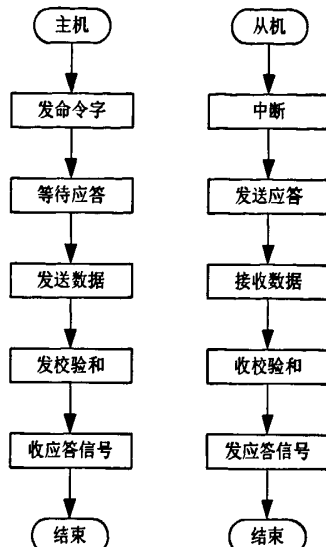 主机
发命令字
等待应答
发送数据
发校验和
收应答信号
结束
从机
中断
发送应答
接收数据
收校验和
发应答信号
结束